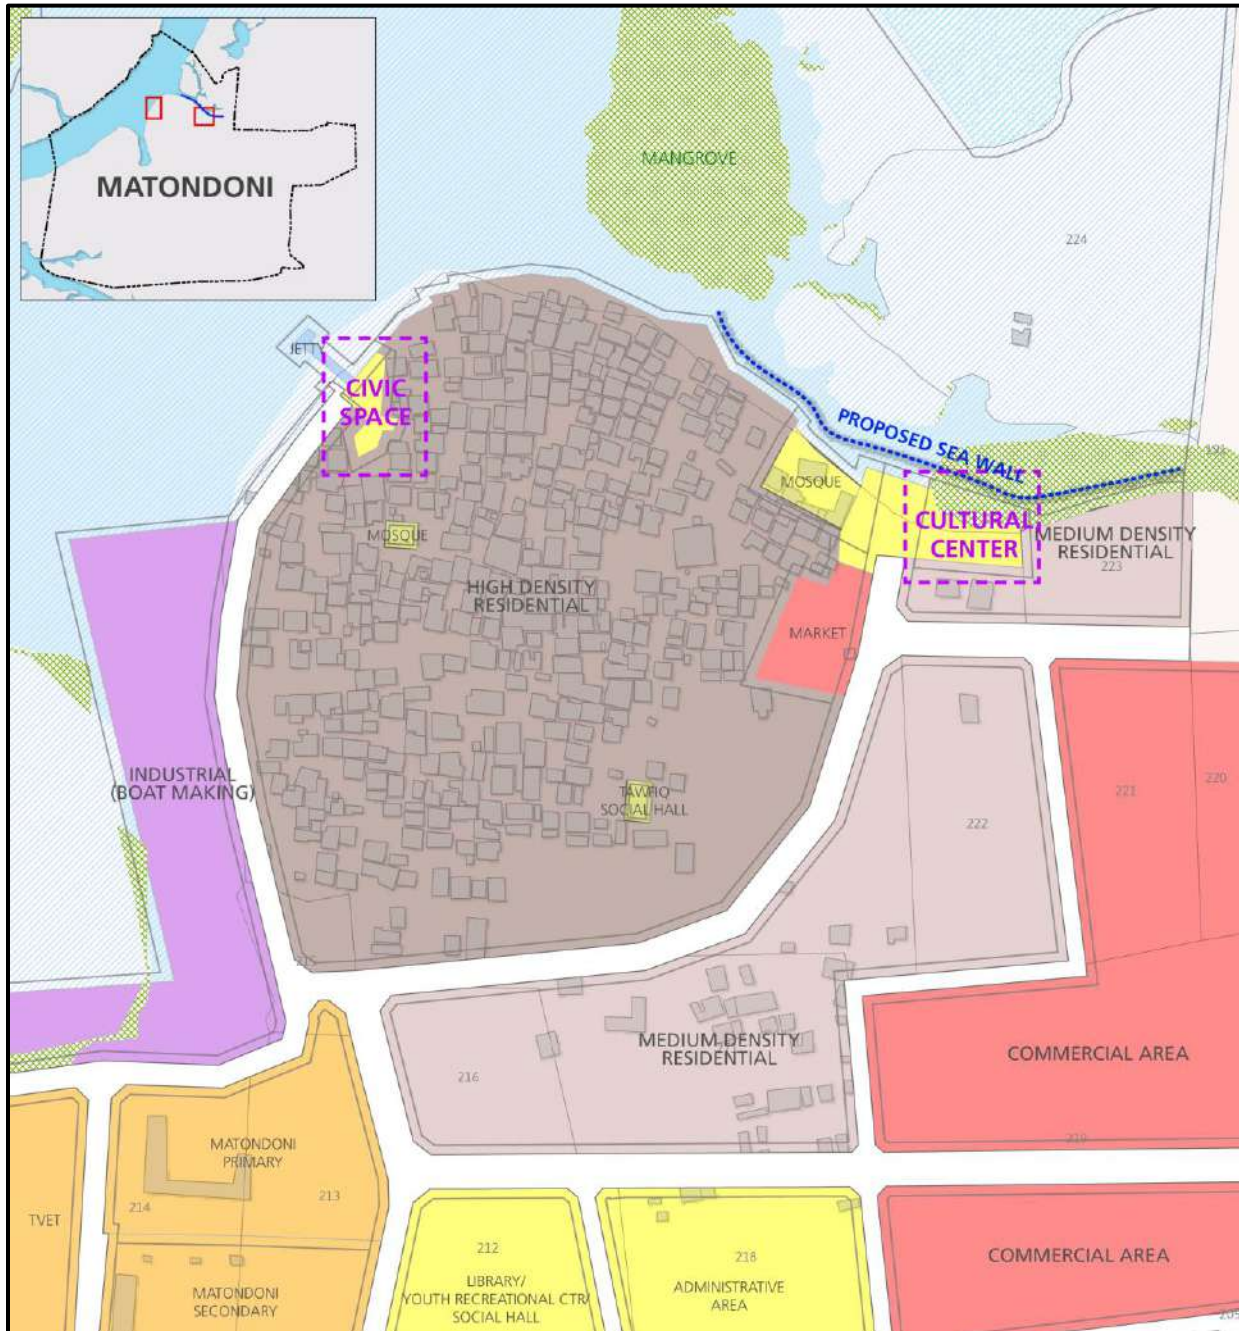 MATONDONI
MANGROVE
224
JETTY
CIVIC
SPACE
PROPOSED SEA WALL
191
MOSQUE
MOSQUE
CULTURAL
CENTER
MEDIUM DENSITY
RESIDENTIAL
223
HIGH DENSITY
RESIDENTIAL
MARKET
INDUSTRIAL
(BOAT MAKING)
TAWFIQ
SOCIAL HALL
221
220
222
MEDIUM DENSITY
RESIDENTIAL
216
COMMERCIAL AREA
219
MATONDONI
PRIMARY
214
213
TVET
212
LIBRARY/
YOUTH RECREATIONAL CTR/
SOCIAL HALL
218
ADMINISTRATIVE
AREA
COMMERCIAL AREA
MATONDONI
SECONDARY